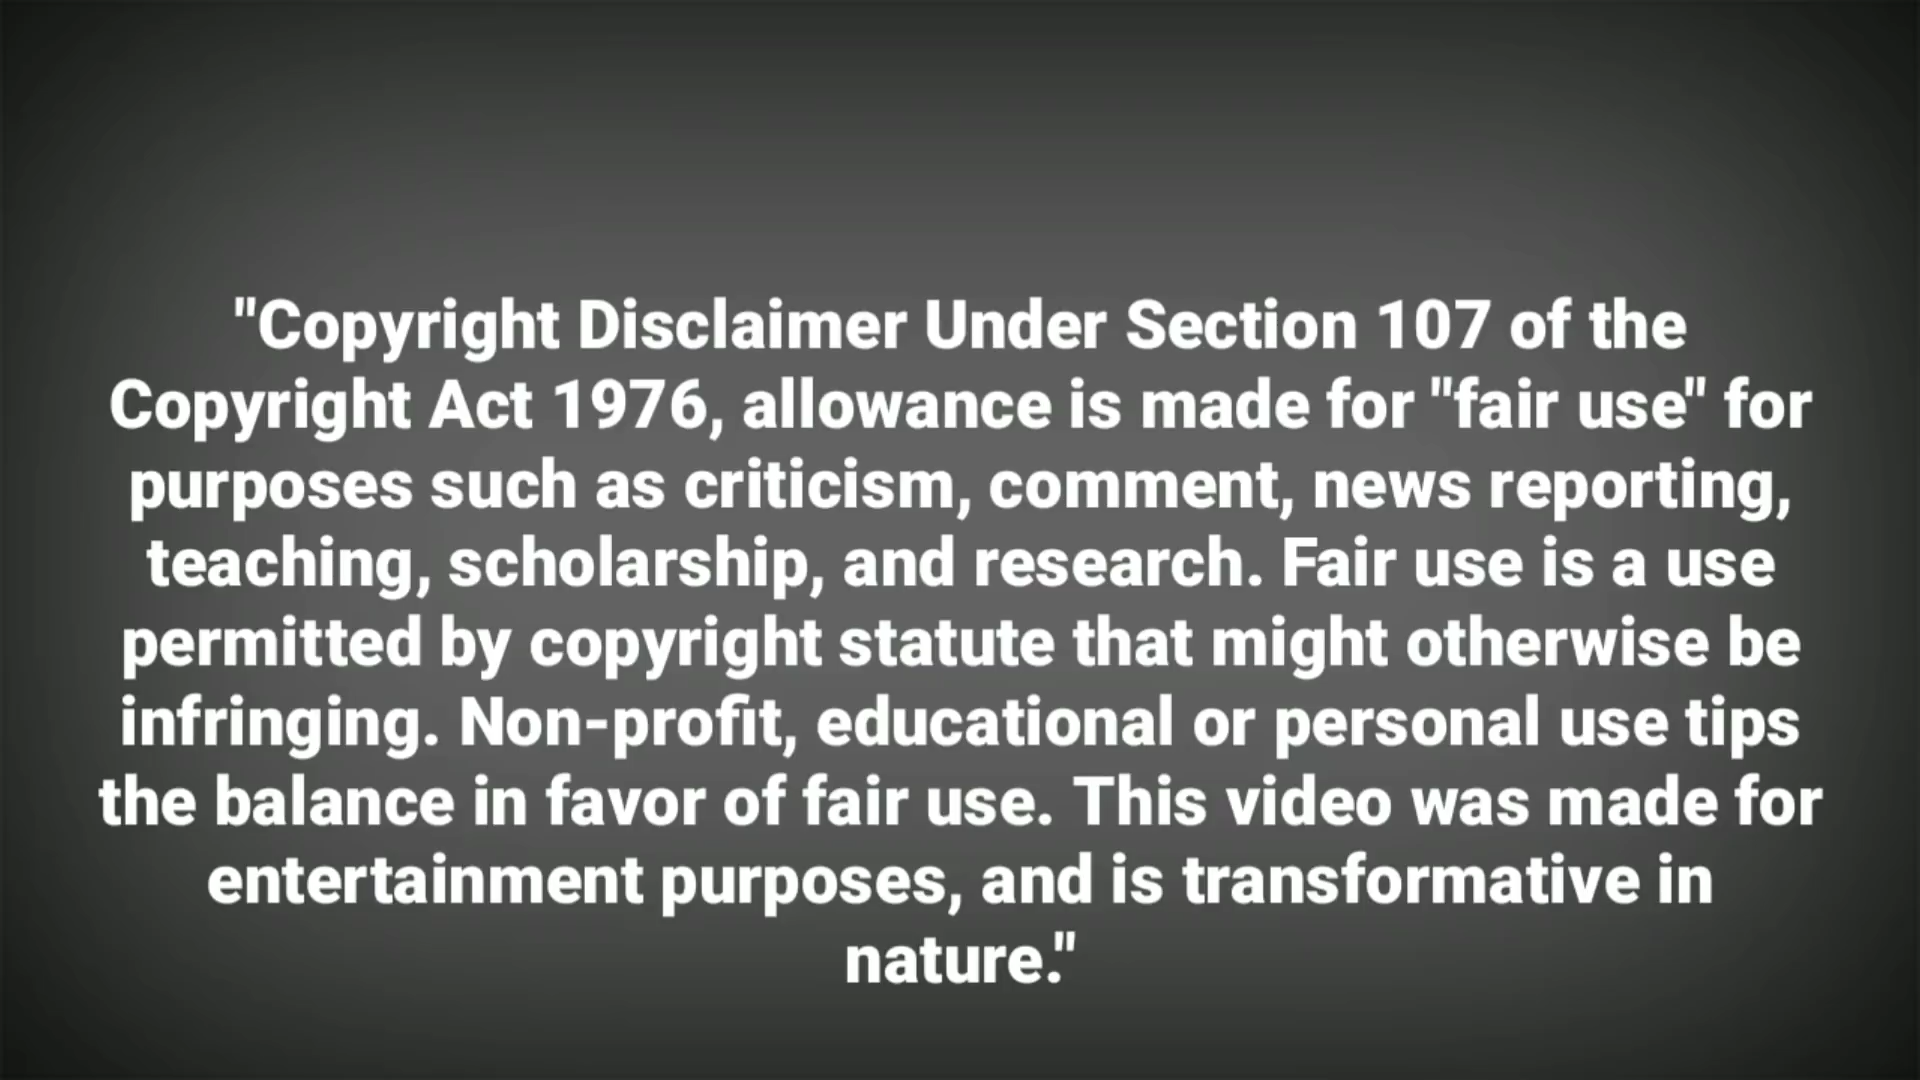 "Copyright Disclaimer Under Section 107 of the
Copyright Act 1976, allowance is made for "fair use" for
purposes such as criticism, comment, news reporting,
teaching, scholarship, and research. Fair use is a use
permitted by copyright statute that might otherwise be
infringing. Non-profit, educational or personal use tips
the balance in favor of fair use. This video was made for
entertainment purposes, and is transformative in
nature."